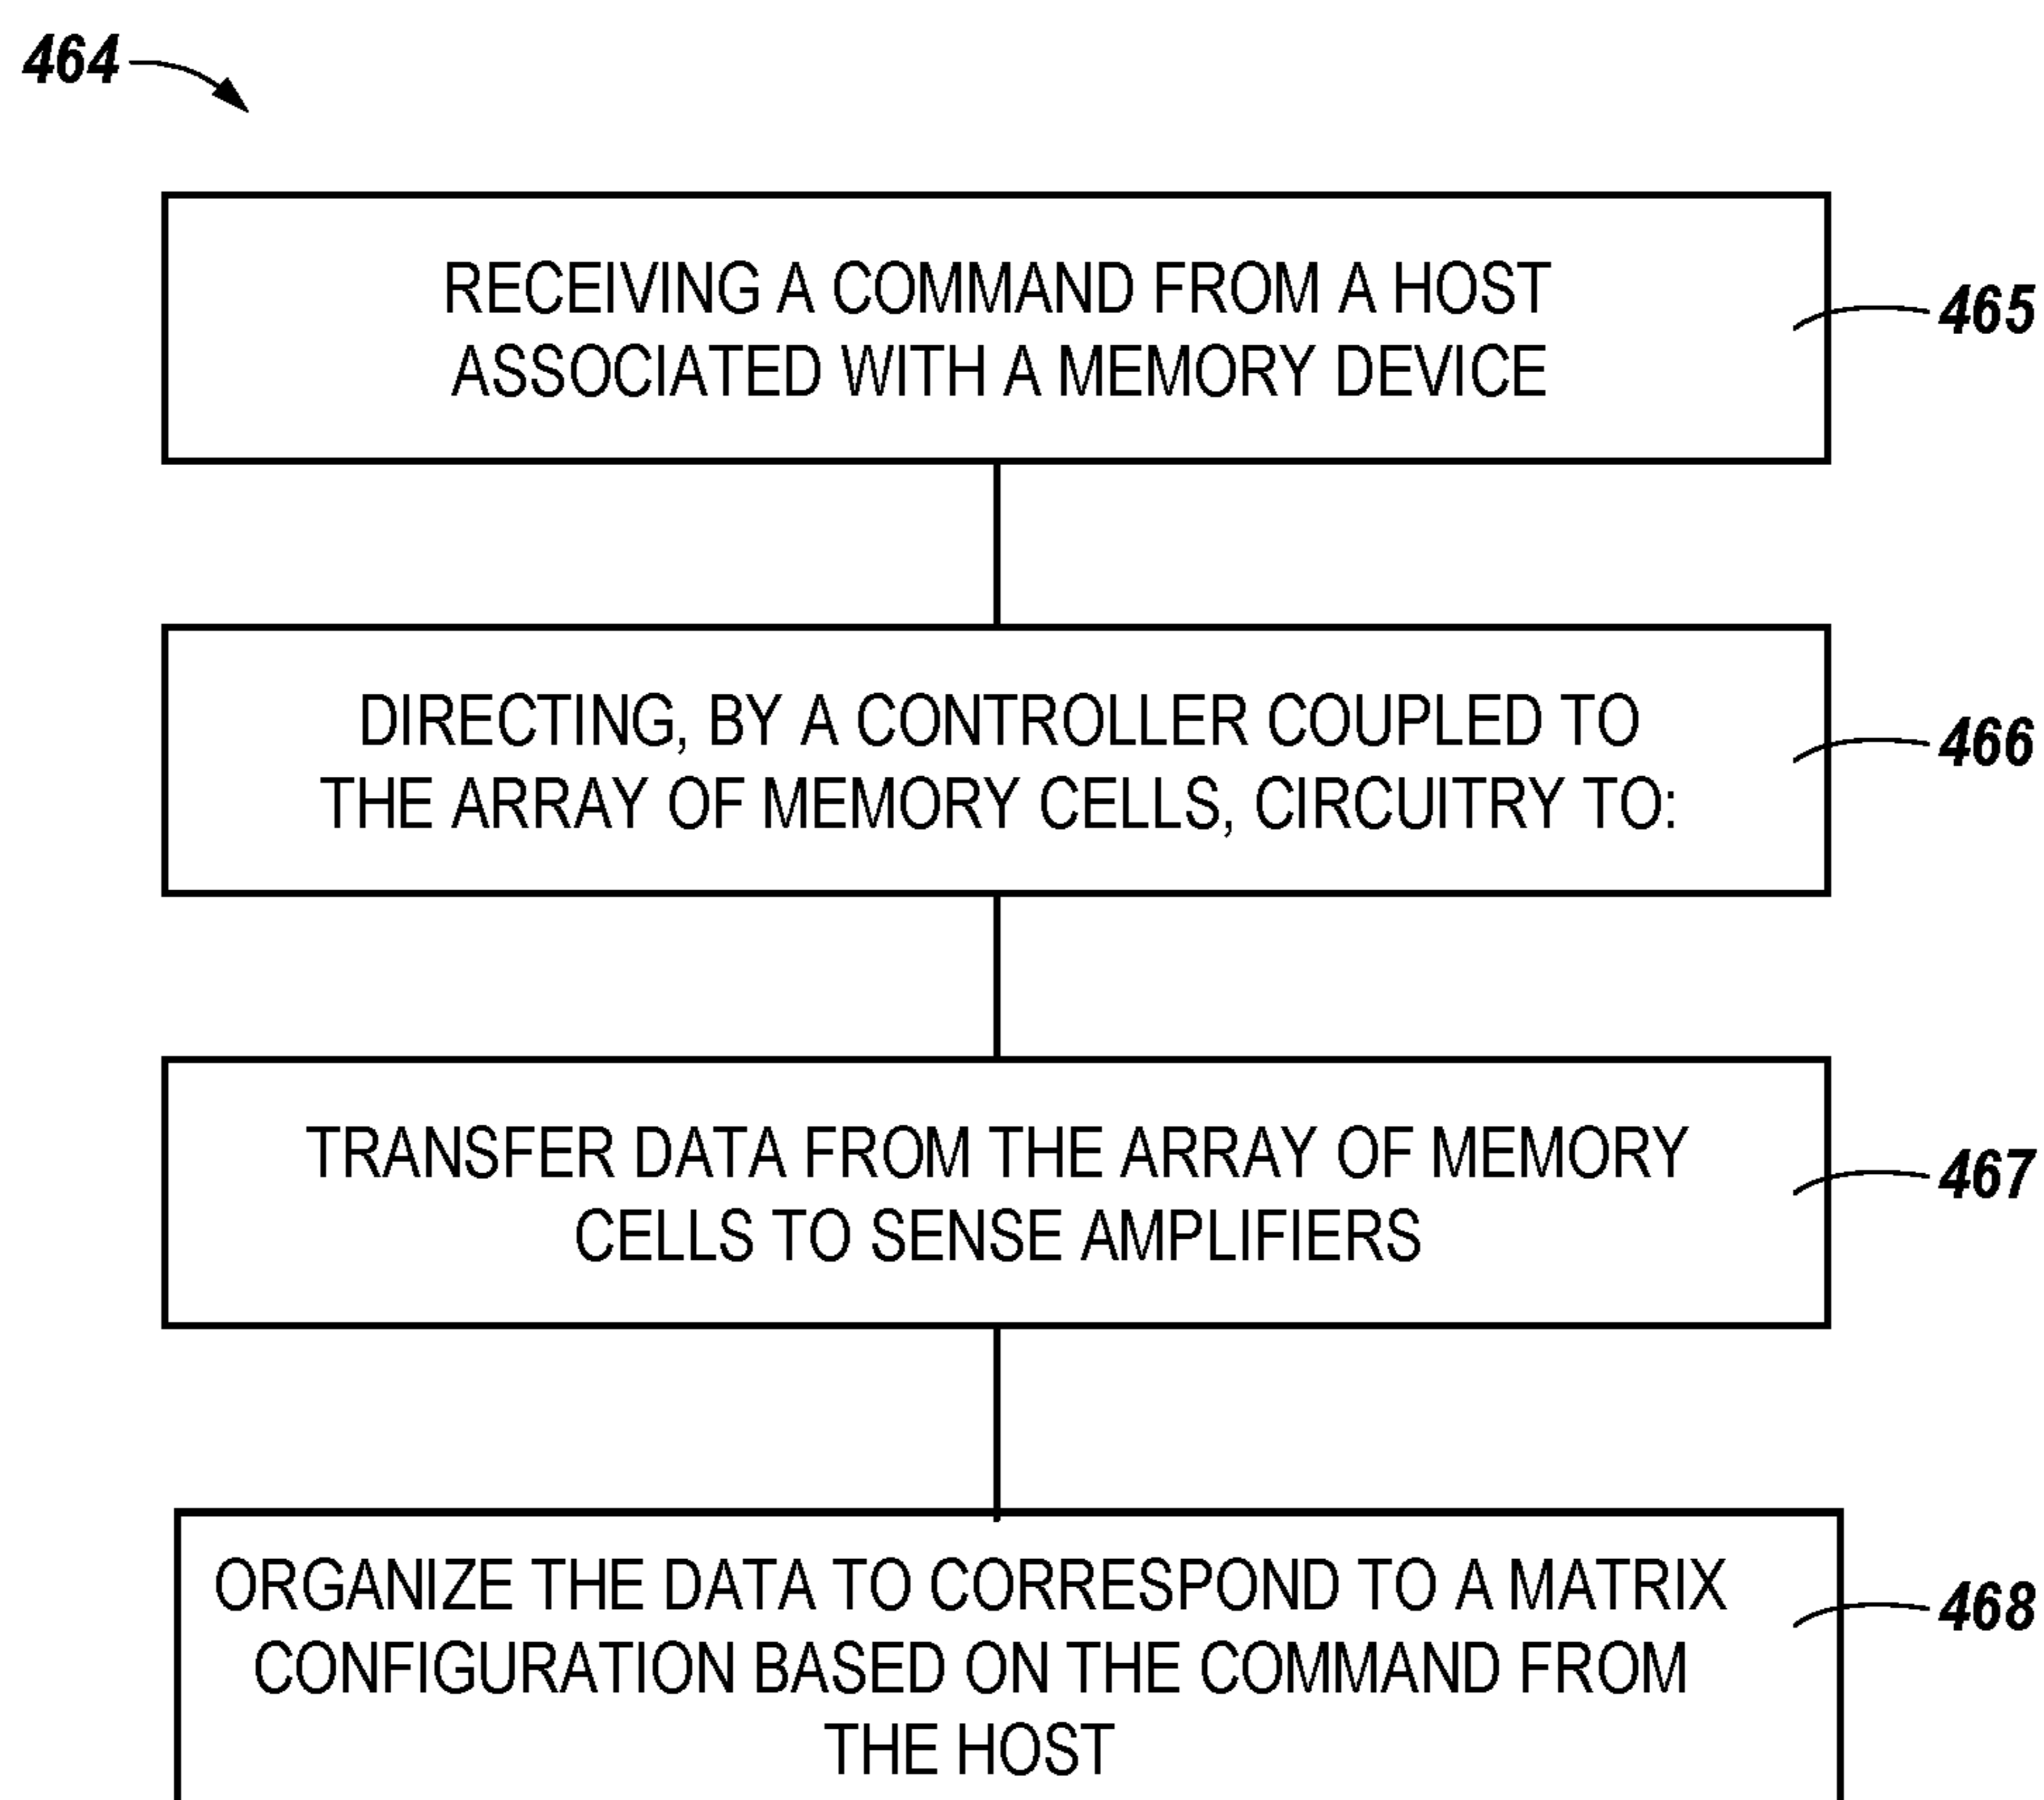 464
RECEIVING A COMMAND FROM A HOST
ASSOCIATED WITH A MEMORY DEVICE
465
DIRECTING, BY A CONTROLLER COUPLED TO
THE ARRAY OF MEMORY CELLS, CIRCUITRY TO:
466
TRANSFER DATA FROM THE ARRAY OF MEMORY
CELLS TO SENSE AMPLIFIERS
467
ORGANIZE THE DATA TO CORRESPOND TO A MATRIX
CONFIGURATION BASED ON THE COMMAND FROM
THE HOST
468